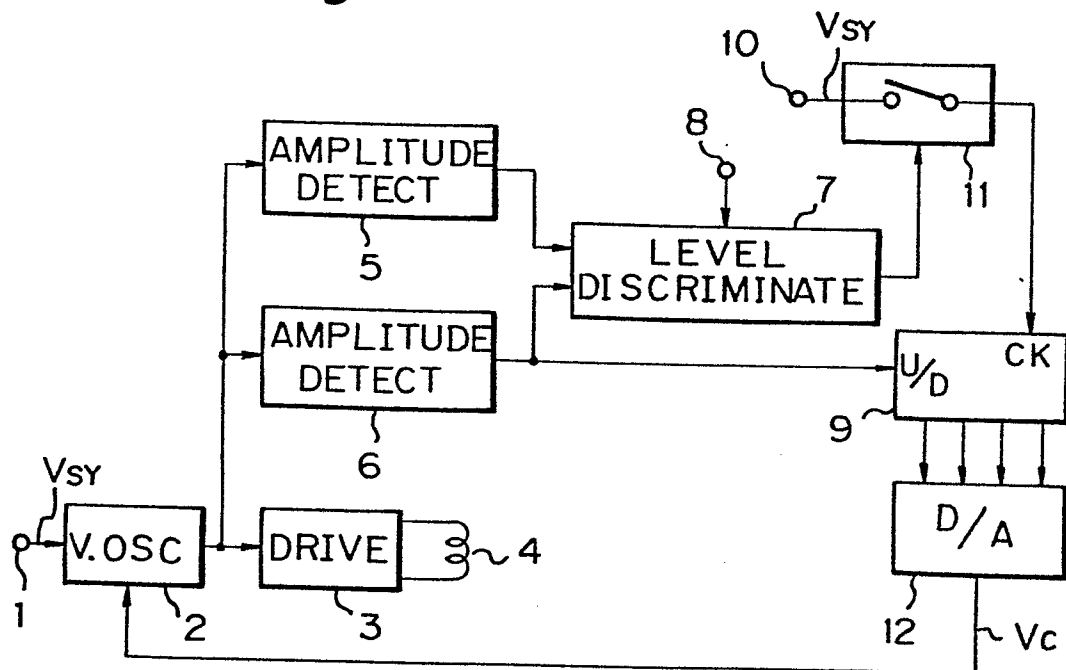 VSY
10
8
11
AMPLITUDE
DETECT
5
7
LEVEL
DISCRIMINATE
AMPLITUDE
DETECT
6
U/D
CK
9
VSY
1
V.OSC
2
DRIVE
3
4
D/A
12
Vc